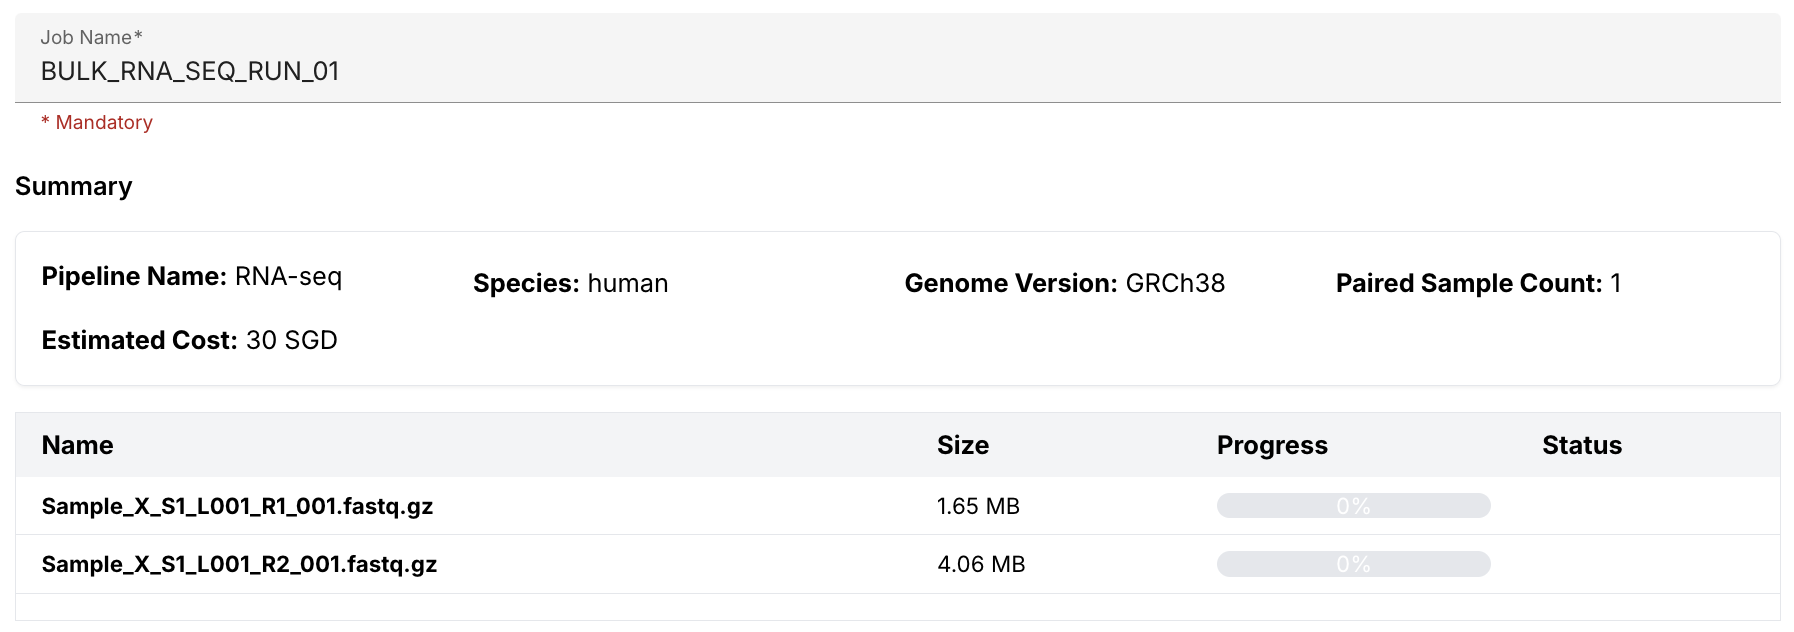 Job Name*
BULK_RNA_SEQ_RUN_01
* Mandatory
Summary
Pipeline Name: RNA-seq
Species: human
Genome Version: GRCh38
Paired Sample Count: 1
Estimated Cost: 30 SGD
Name Size Progress Status
Sample_X_S1_L001_R1_001.fastq.gz 1.65 MB 0%
Sample_X_S1_L001_R2_001.fastq.gz 4.06 MB 0%